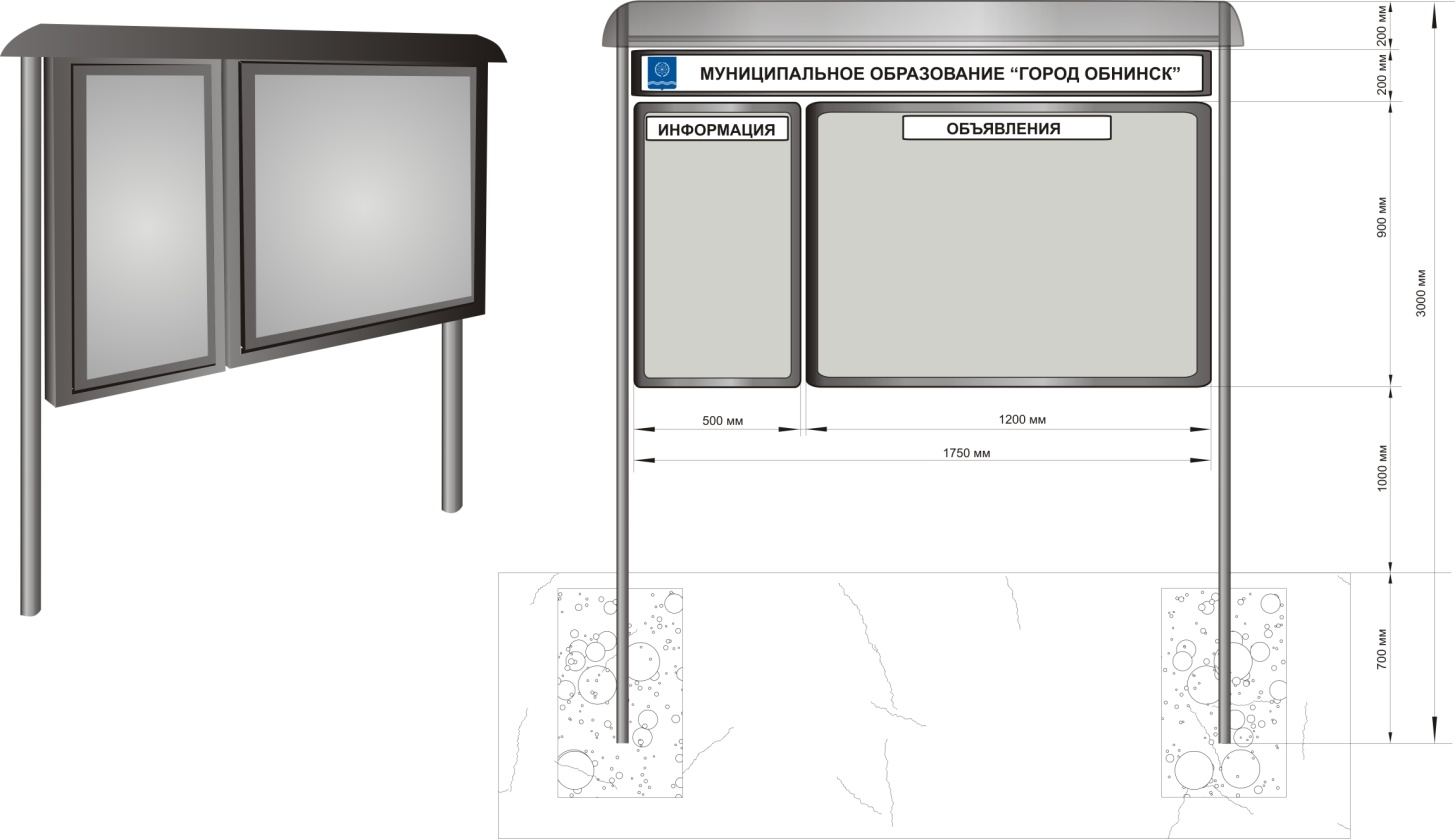 МУНИЦИПАЛЬНОЕ ОБРАЗОВАНИЕ “ГОРОД ОБНИНСК”
ИНФОРМАЦИЯ
ОБЪЯВЛЕНИЯ
200 мм
200 мм
900 мм
3000 мм
500 мм
1200 мм
1750 мм
1000 мм
700 мм